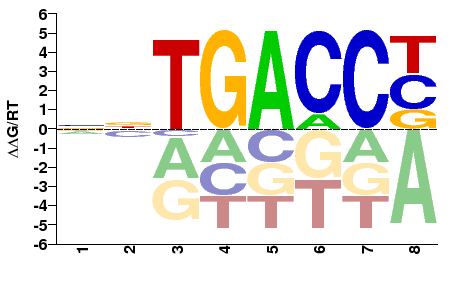 6
5
4
3
2
1
0
-1
-2
-3
-4
-5
-6
ΔΔG/RT
T G A C C T
C
A G
A A C G A A
C G G
G T T T T
1 2 3 4 5 6 7 8